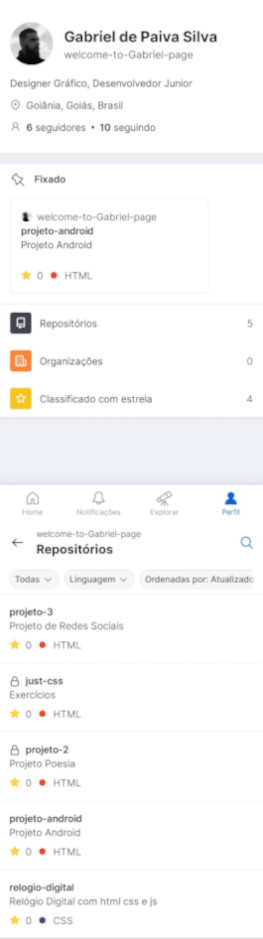 Gabriel de Paiva Silva
welcome-to-Gabriel-page
Designer Gráfico, Desenvolvedor Junior
Goiânia, Goiás, Brasil
6 seguidores • 10 seguindo
Fixado
welcome-to-Gabriel-page
projeto-android
Projeto Android
0 HTML
Repositórios 5
Organizações 0
Classificado com estrela 4
Home Notificações Explorar Perfil
welcome-to-Gabriel-page
Repositórios
Todas Linguagem Ordenadas por: Atualizado
projeto-3
Projeto de Redes Sociais
0 HTML
just-css
Exercícios
0 HTML
projeto-2
Projeto Poesia
0 HTML
projeto-android
Projeto Android
0 HTML
relogio-digital
Relógio Digital com html css e js
0 CSS